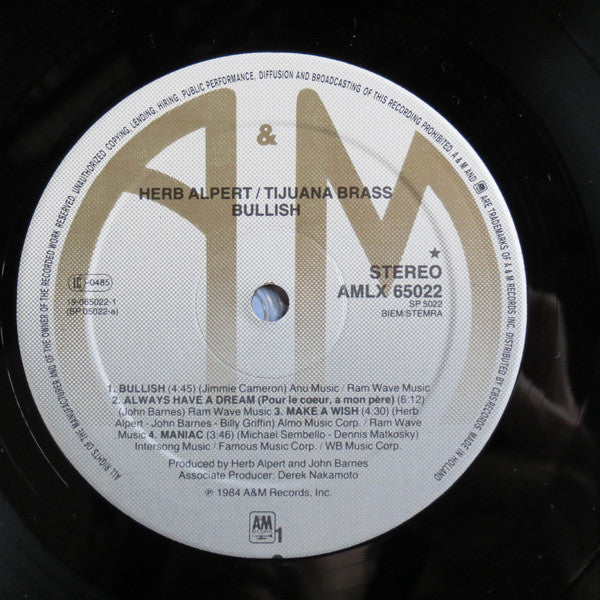 ALL RIGHTS OF THE MANUFACTURER AND OF THE OWNER OF THE RECORDED WORK RESERVED. UNAUTHORIZED COPYING, LENDING, HIRING, PUBLIC PERFORMANCE, DIFFUSION AND BROADCASTING OF THIS RECORDING PROHIBITED. A & M AND ARE TRADEMARKS OF A & M RECORDS INC. DISTRIBUTED BY CBS RECORDS. MADE IN HOLLAND
A & M
HERB ALPERT / TIJUANA BRASS
BULLISH
LC -0485
19-065022-1
(SP 05022-a)
★
STEREO
AMLX 65022
SP 5022
BIEM/STEMRA
1. BULLISH (4:45) (Jimmie Cameron) Anu Music / Ram Wave Music
2. ALWAYS HAVE A DREAM (Pour le coeur, a mon père) (6:12)
(John Barnes) Ram Wave Music 3. MAKE A WISH (4:30) (Herb
Alpert - John Barnes - Billy Griffin) Almo Music Corp. / Ram Wave
Music 4. MANIAC (3:46) (Michael Sembello - Dennis Matkosky)
Intersong Music / Famous Music Corp. / WB Music Corp.
Produced by Herb Alpert and John Barnes
Associate Producer: Derek Nakamoto
℗ 1984 A&M Records, Inc.
A&M
RECORDS
1